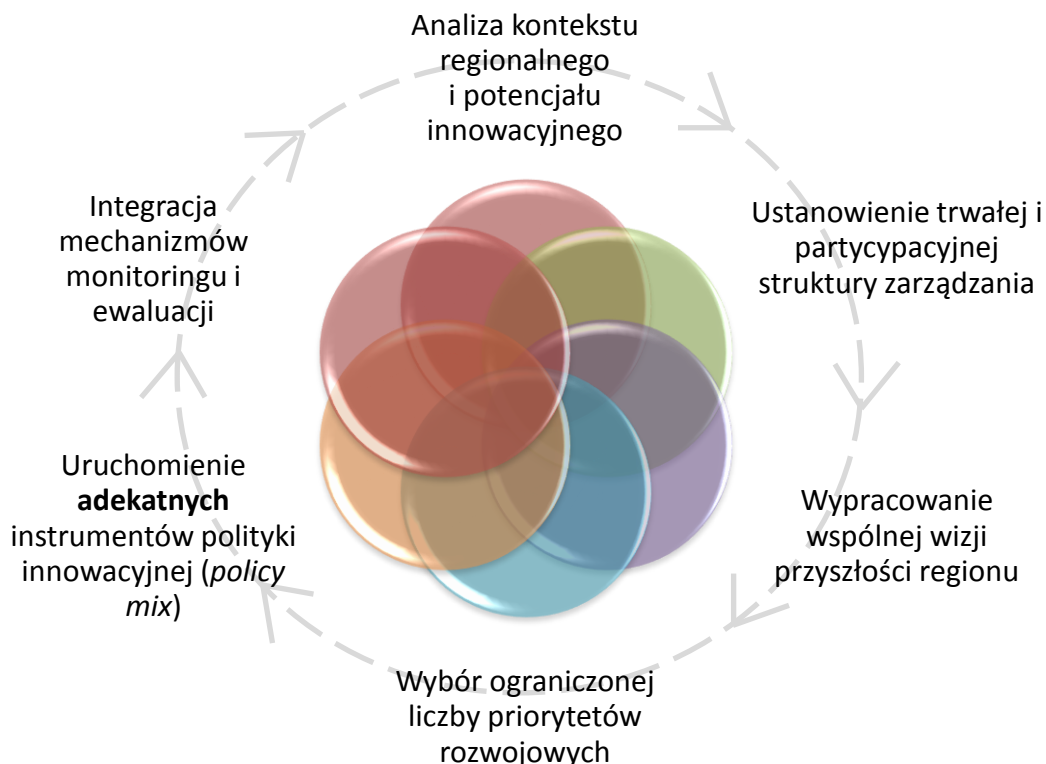 Analiza kontekstu
regionalnego
i potencjału
innowacyjnego
Ustanowienie trwałej i
partycypacyjnej
struktury zarządzania
Wypracowanie
wspólnej wizji
przyszłości regionu
Wybór ograniczonej
liczby priorytetów
rozwojowych
Uruchomienie
adekatnych
instrumentów polityki
innowacyjnej (policy
mix)
Integracja
mechanizmów
monitoringu i
ewaluacji